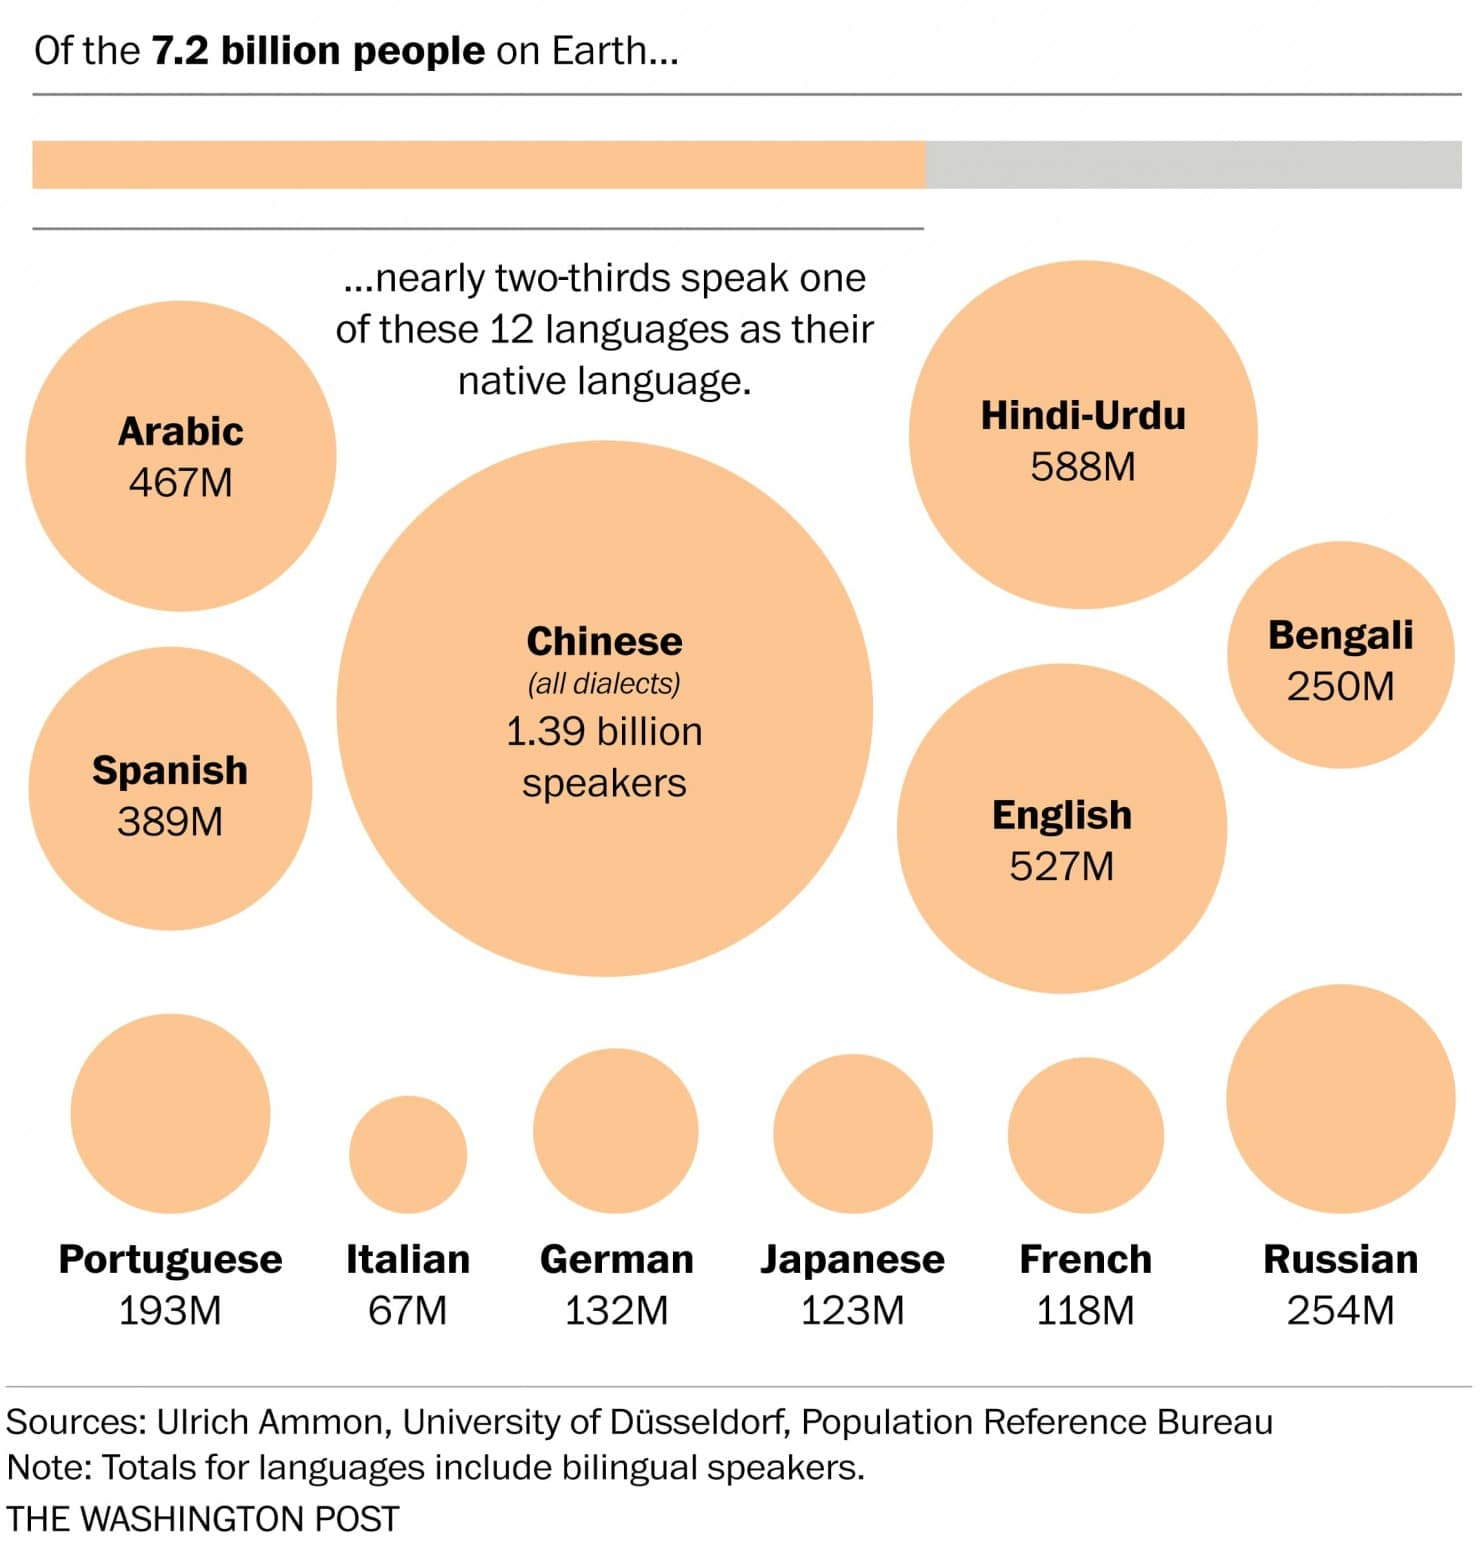 Of the 7.2 billion people on Earth...
...nearly two-thirds speak one
of these 12 languages as their
native language.
Arabic
467M
Hindi-Urdu
588M
Chinese
(all dialects)
1.39 billion
speakers
Bengali
250M
Spanish
389M
English
527M
Portuguese
193M
Italian
67M
German
132M
Japanese
123M
French
118M
Russian
254M
Sources: Ulrich Ammon, University of Düsseldorf, Population Reference Bureau
Note: Totals for languages include bilingual speakers.
THE WASHINGTON POST